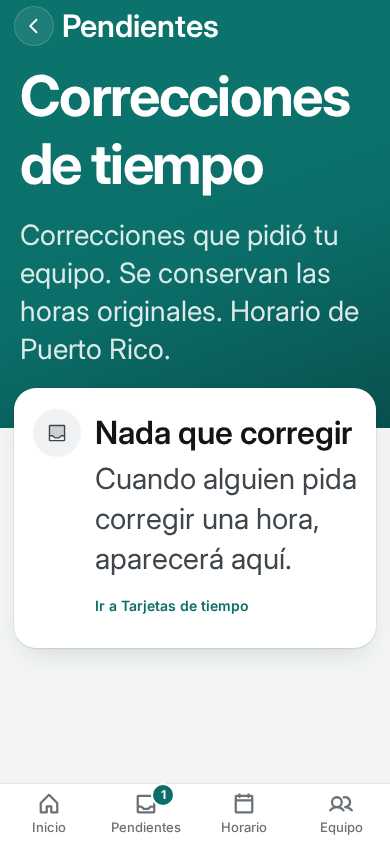 Pendientes
Correcciones
de tiempo
Correcciones que pidió tu
equipo. Se conservan las
horas originales. Horario de
Puerto Rico.
Nada que corregir
Cuando alguien pida
corregir una hora,
aparecerá aquí.
Ir a Tarjetas de tiempo
1
Inicio
Pendientes
Horario
Equipo